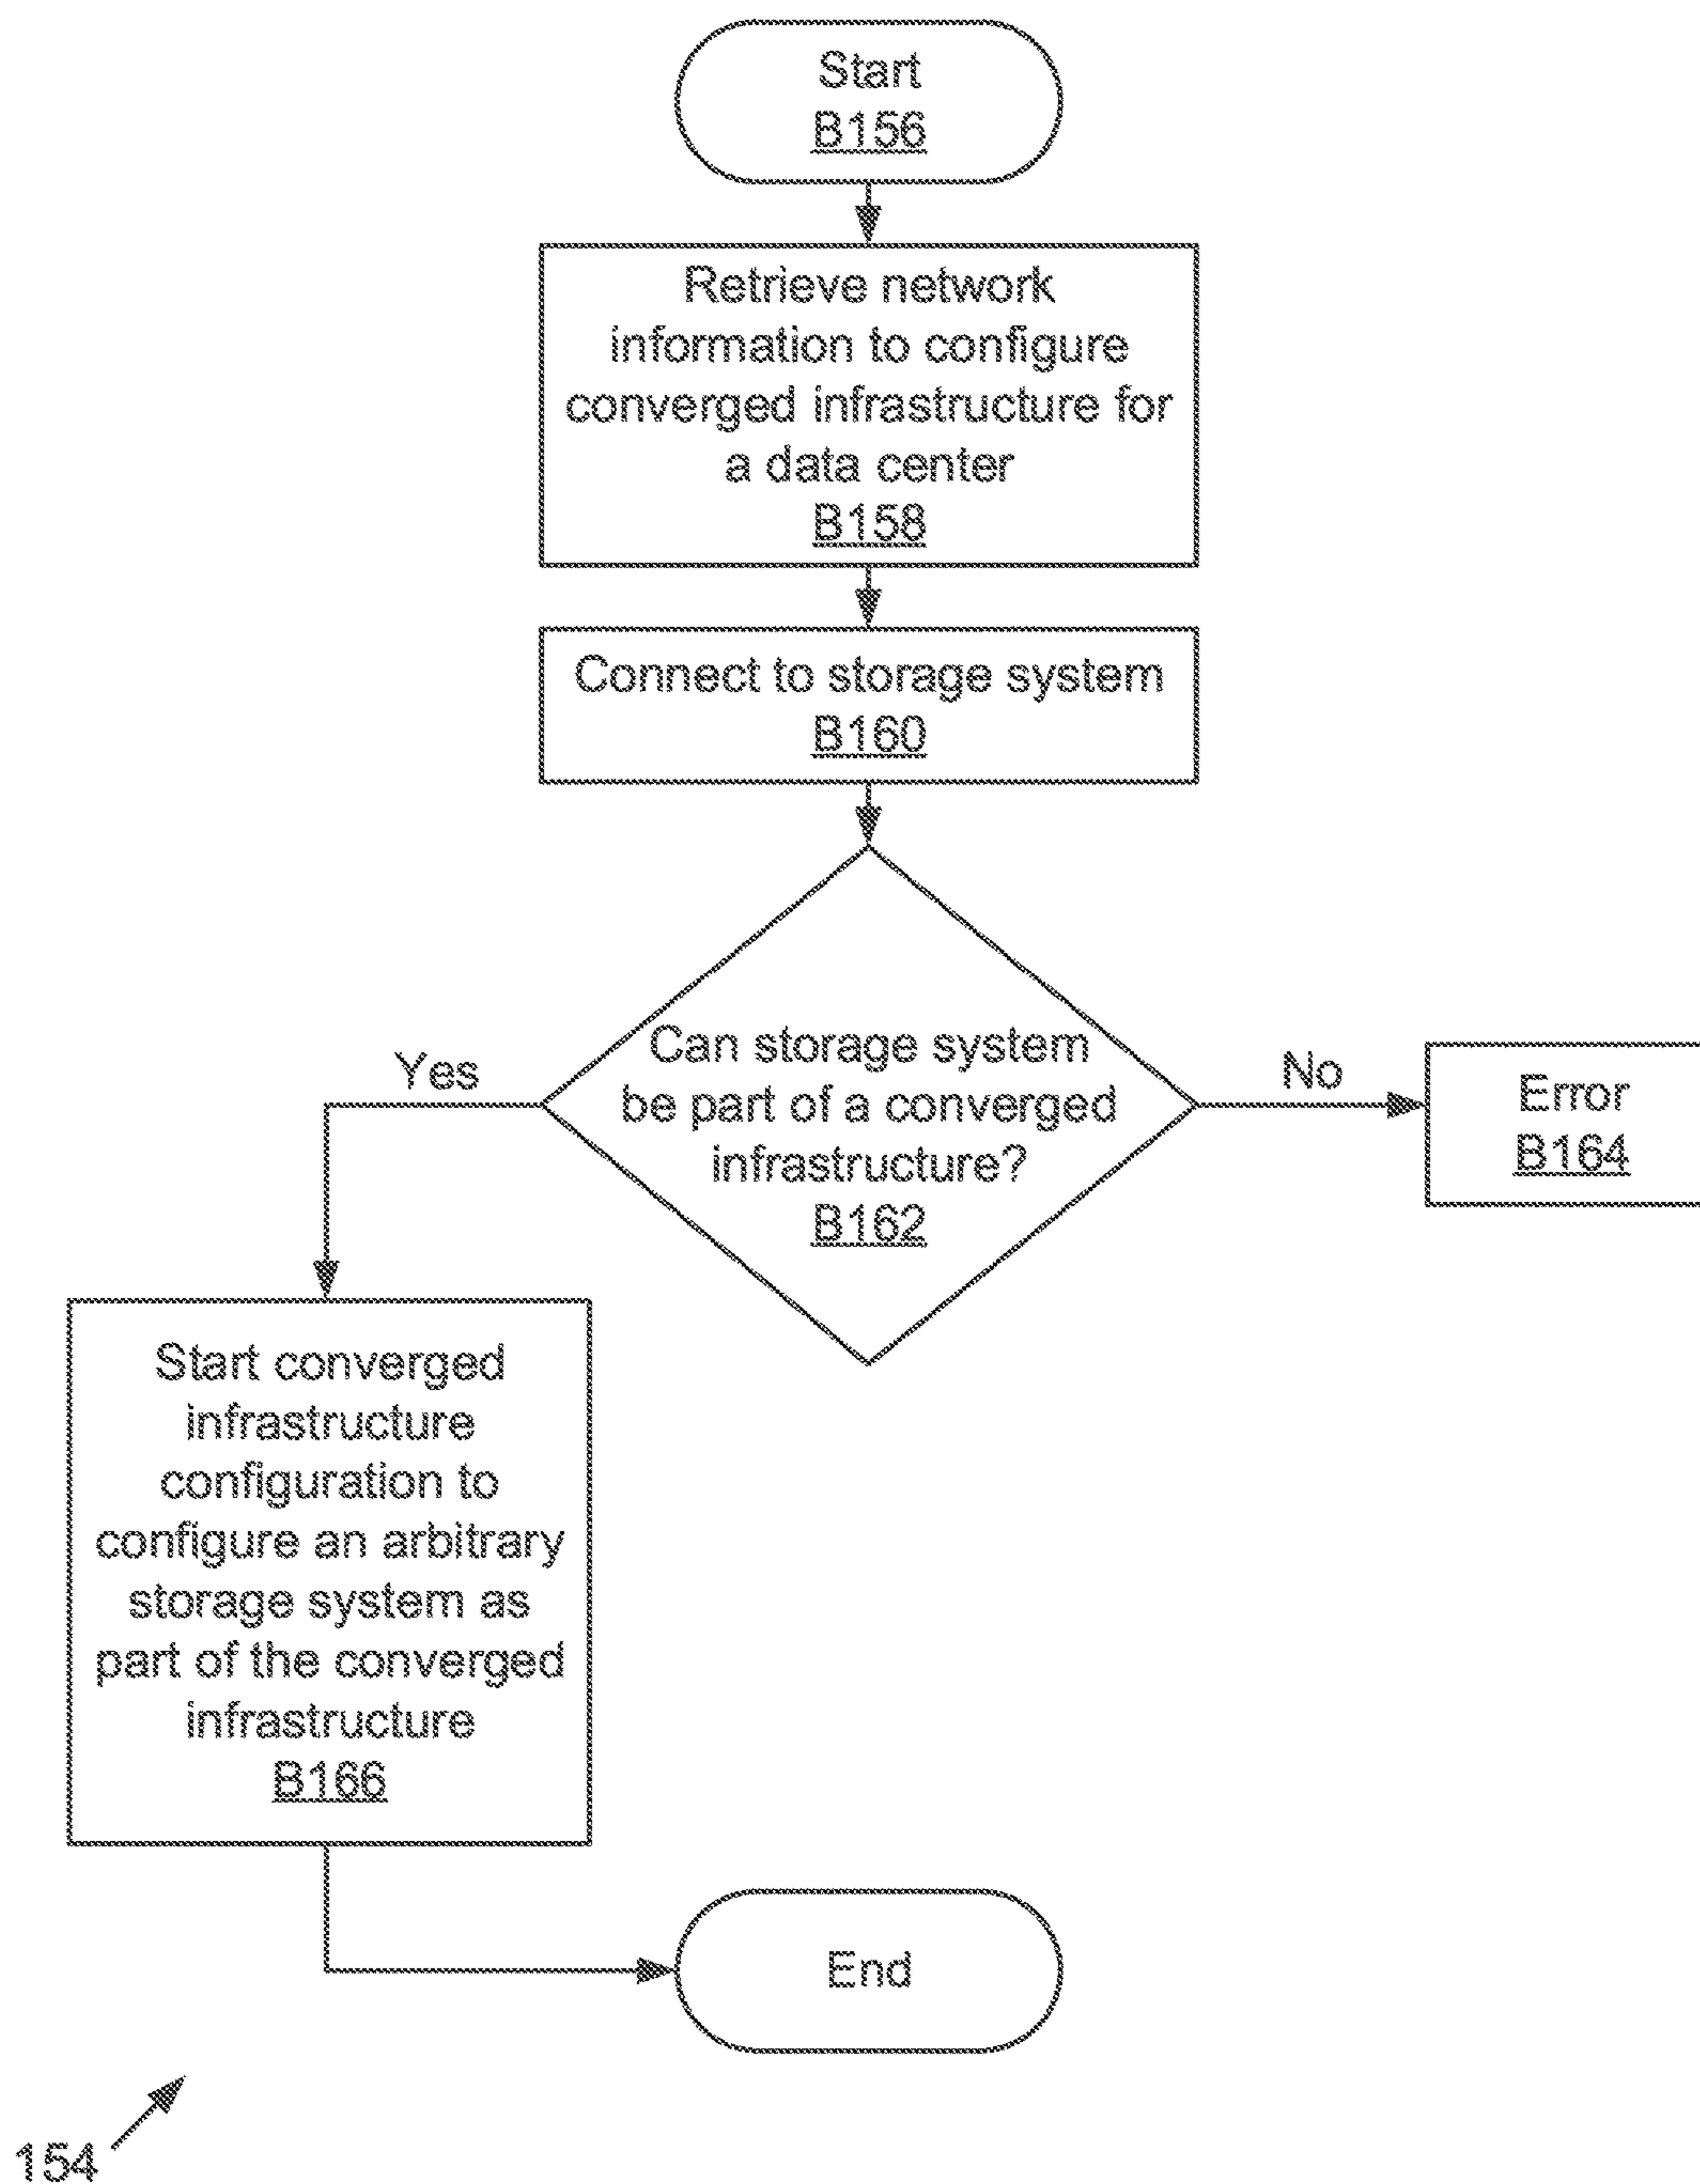 Start
B156
Retrieve network
information to configure
converged infrastructure for
a data center
B158
Connect to storage system
B160
Can storage system
be part of a converged
infrastructure?
B162
Yes
No
Error
B164
Start converged
infrastructure
configuration to
configure an arbitrary
storage system as
part of the converged
infrastructure
B166
End
154